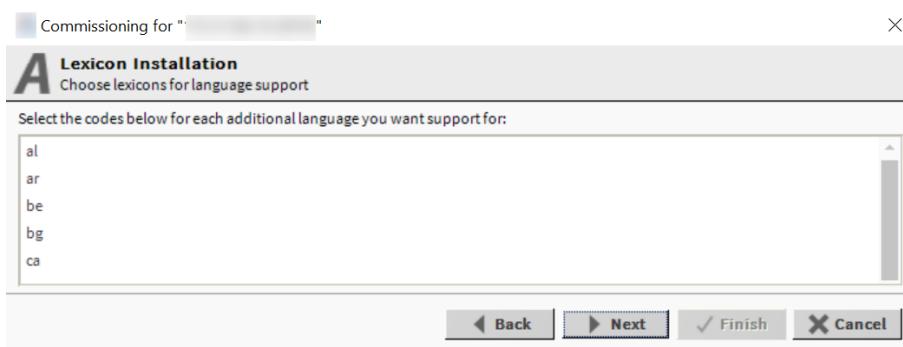 Commissioning for " "
A
Lexicon Installation
Choose lexicons for language support
Select the codes below for each additional language you want support for:
al
ar
be
bg
ca
Back
Next
Finish
Cancel